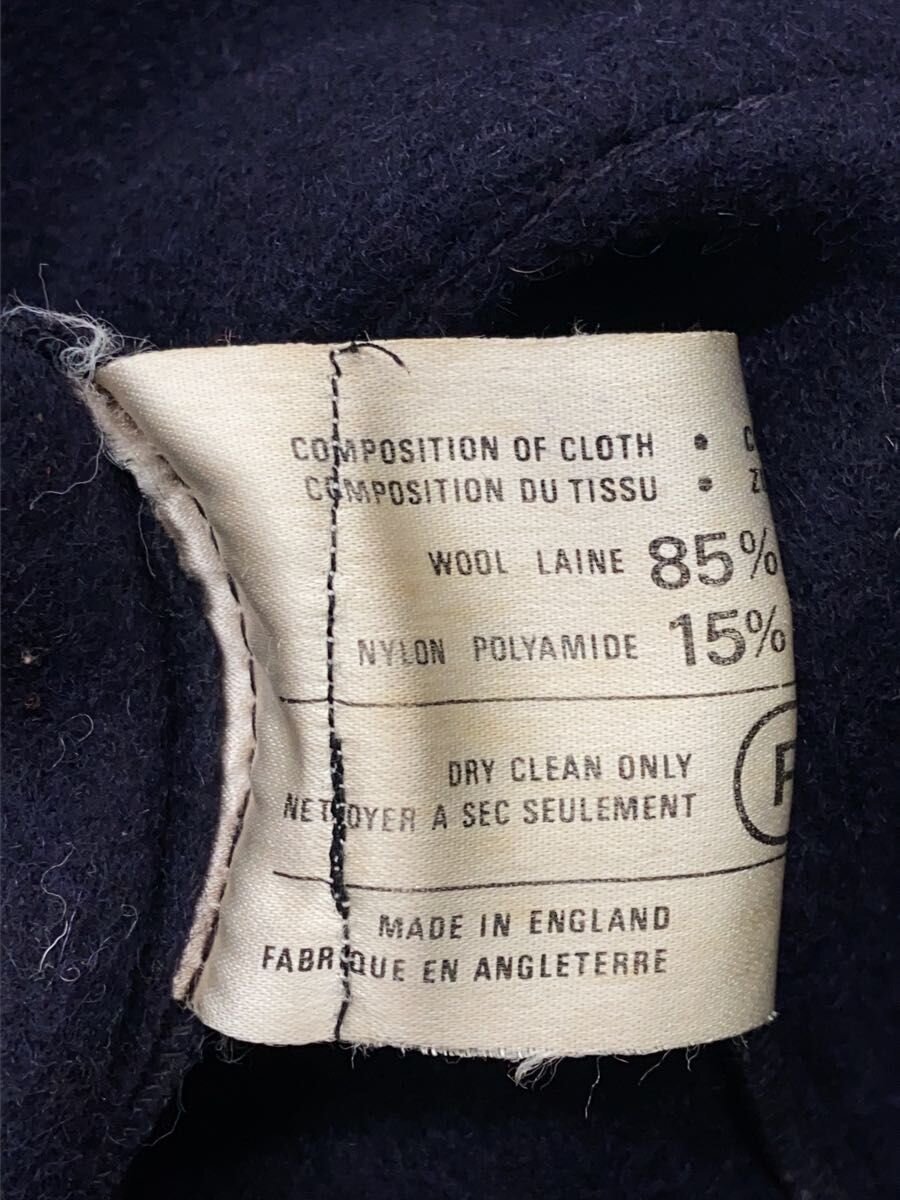 COMPOSITION OF CLOTH •
COMPOSITION DU TISSU •
WOOL LAINE 85%
NYLON POLYAMIDE 15%
DRY CLEAN ONLY
NETTOYER A SEC SEULEMENT
MADE IN ENGLAND
FABRIQUE EN ANGLETERRE